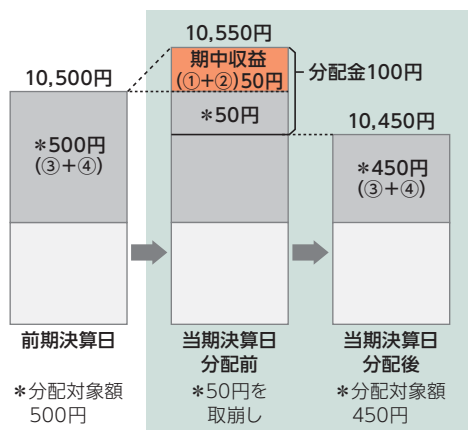 10,550円
期中収益
(①+②)50円
分配金100円
10,500円
*50円
10,450円
*500円
(③+④)
*450円
(③+④)
前期決算日
当期決算日
分配前
当期決算日
分配後
*分配対象額
500円
*50円を
取崩し
*分配対象額
450円